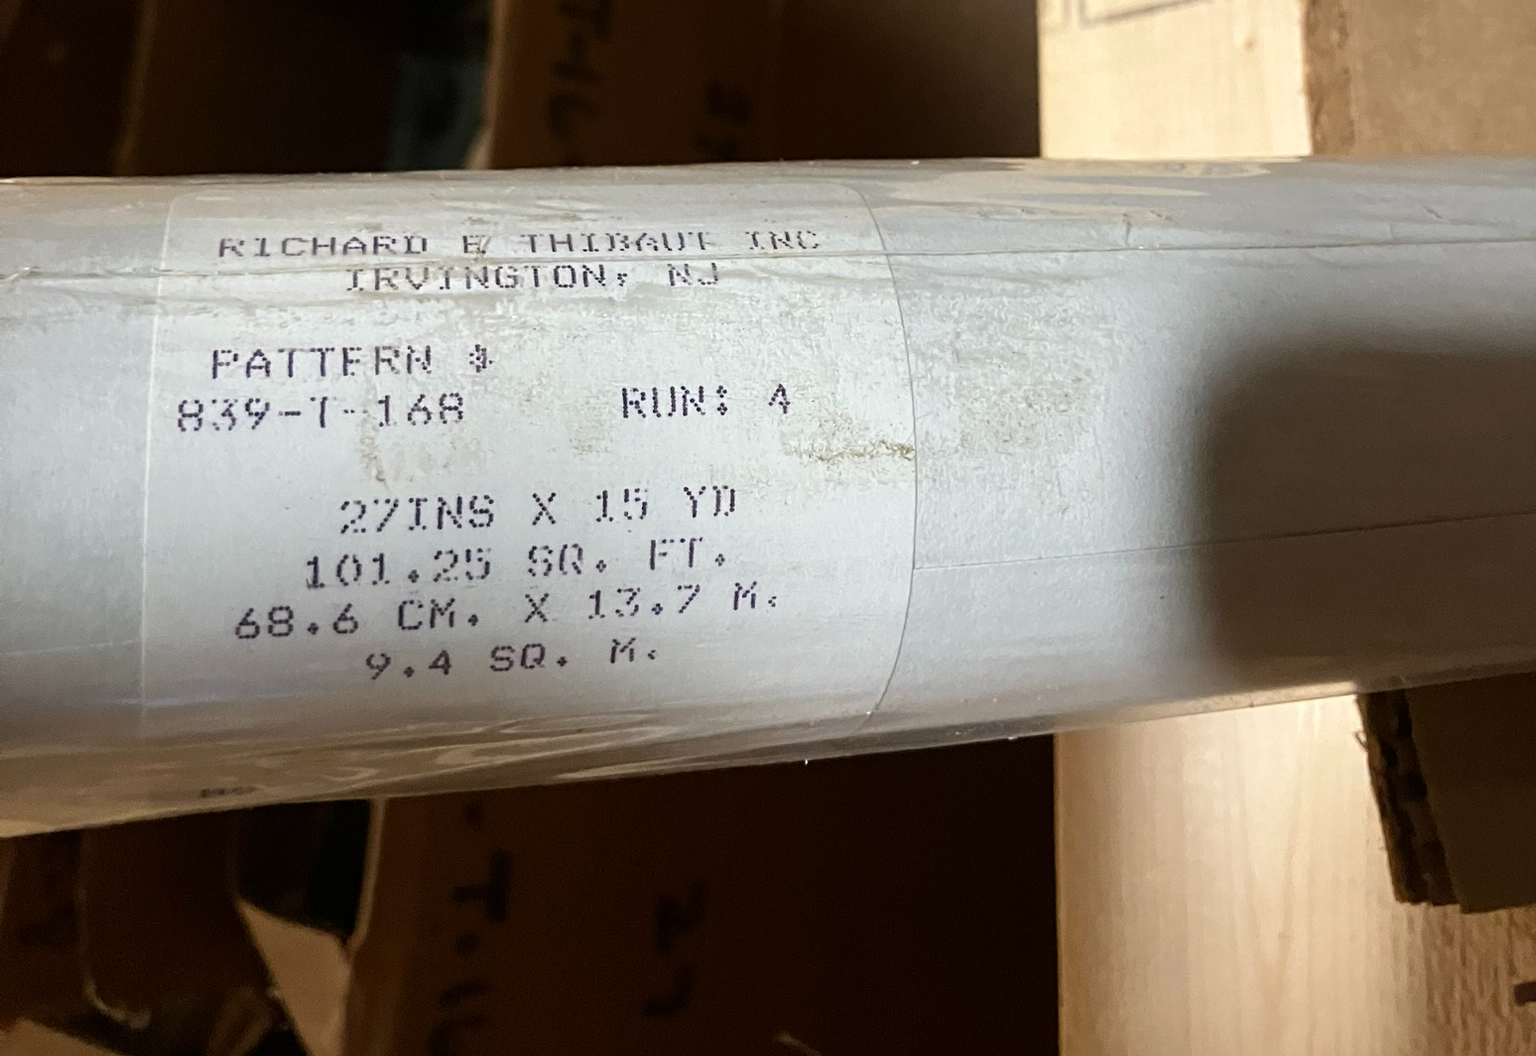 RICHARD E THIBAUT INC
IRVINGTON, NJ
PATTERN #
839-T-168 RUN: 4
27INS X 15 YD
101.25 SQ. FT.
68.6 CM. X 13.7 M.
9.4 SQ. M.